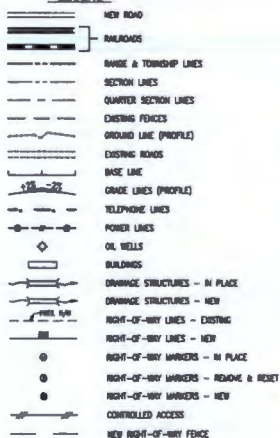 NEW ROAD
RAILROADS
RANGE & TOWNSHIP LINES
SECTION LINES
QUARTER SECTION LINES
EXISTING FENCES
GROUND LINE (PROFILE)
EXISTING ROADS
BASE LINE
+2% -2%
GRADE LINES (PROFILE)
TELEPHONE LINES
POWER LINES
OIL WELLS
BUILDINGS
DRAINAGE STRUCTURES - IN PLACE
DRAINAGE STRUCTURES - NEW
RIGHT-OF-WAY LINES - EXISTING
RIGHT-OF-WAY LINES - NEW
RIGHT-OF-WAY MARKERS - IN PLACE
RIGHT-OF-WAY MARKERS - REMOVE & RESET
RIGHT-OF-WAY MARKERS - NEW
CONTROLLED ACCESS
NEW RIGHT-OF-WAY FENCE